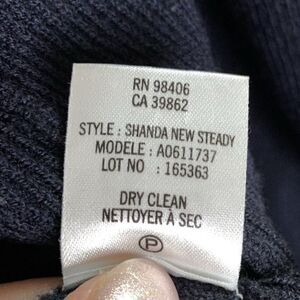 RN 98406
CA 39862
STYLE : SHANDA NEW STEADY
MODELE : A0611737
LOT NO : 165363
DRY CLEAN
NETTOYER À SEC
P